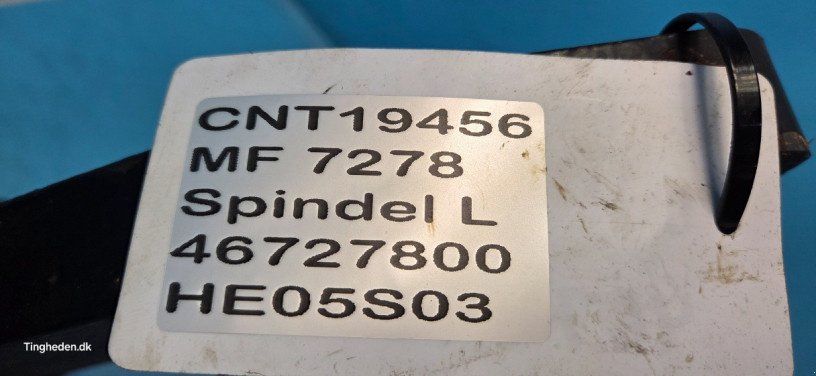 CNT19456
MF 7278
Spindel L
46727800
HE05S03
Tingheden.dk